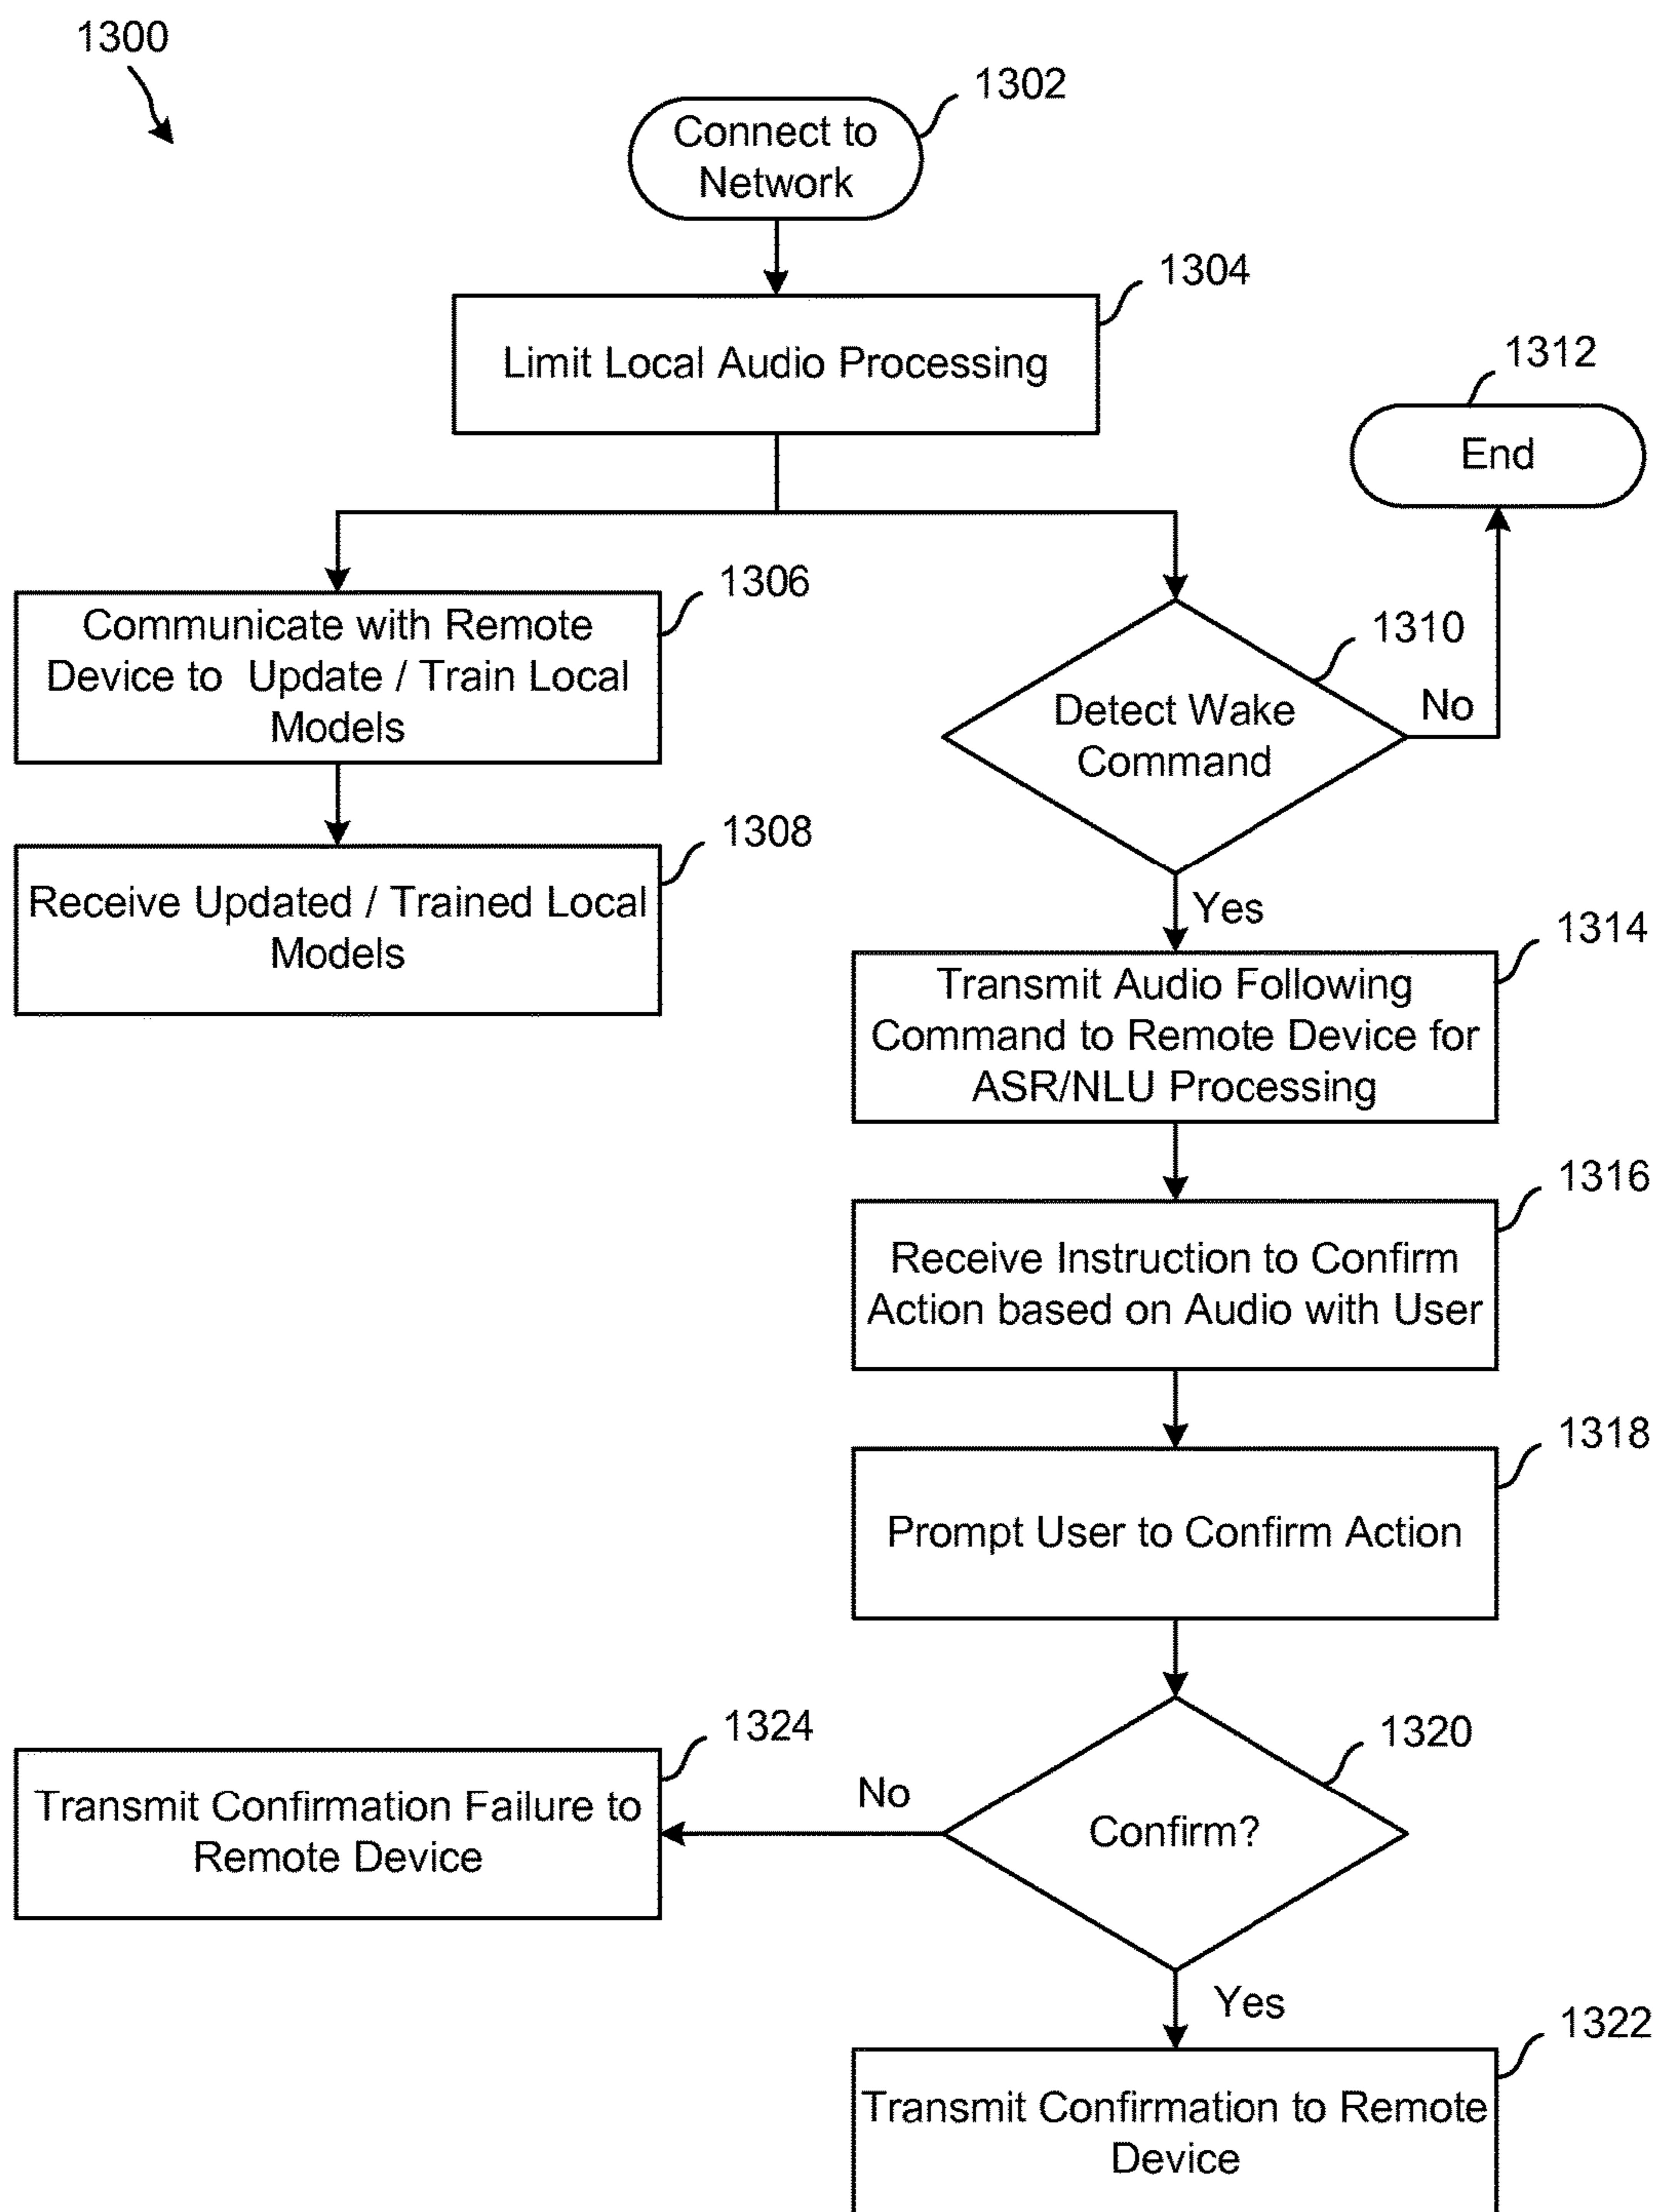 1300
1302
Connect to
Network
1304
Limit Local Audio Processing
1312
End
1306
Communicate with Remote
Device to Update / Train Local
Models
1310
Detect Wake
Command
No
1308
Receive Updated / Trained Local
Models
Yes
1314
Transmit Audio Following
Command to Remote Device for
ASR/NLU Processing
1316
Receive Instruction to Confirm
Action based on Audio with User
1318
Prompt User to Confirm Action
1324
Transmit Confirmation Failure to
Remote Device
No
1320
Confirm?
Yes
1322
Transmit Confirmation to Remote
Device